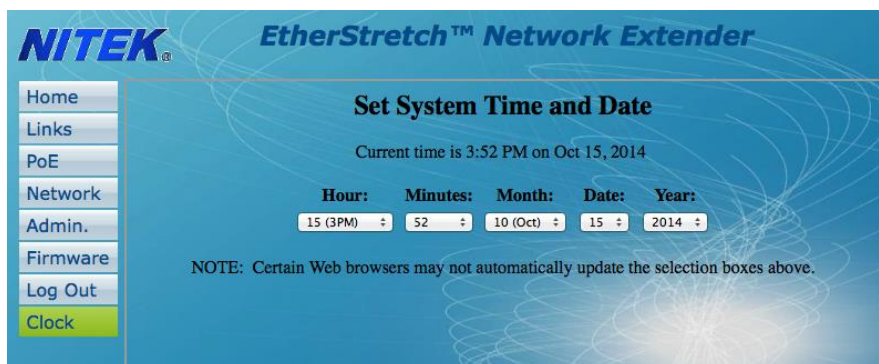 NITEK®
EtherStretch™ Network Extender
Home
Links
PoE
Network
Admin.
Firmware
Log Out
Clock
Set System Time and Date
Current time is 3:52 PM on Oct 15, 2014
Hour: Minutes: Month: Date: Year:
15 (3PM) 52 10 (Oct) 15 2014
NOTE: Certain Web browsers may not automatically update the selection boxes above.